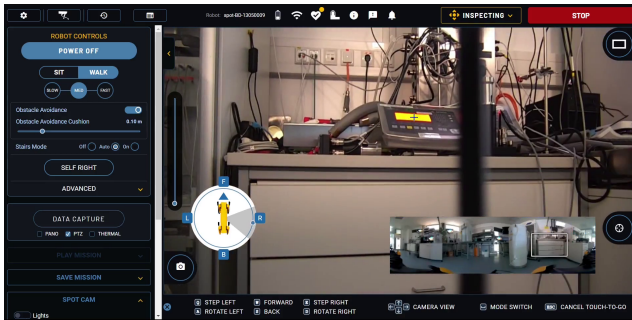 Robot: spot-BD-13050009
INSPECTING
STOP
ROBOT CONTROLS
POWER OFF
SIT WALK
SLOW MED FAST
Obstacle Avoidance
Obstacle Avoidance Cushion 0.10 m
Stairs Mode Off Auto On
SELF RIGHT
ADVANCED
DATA CAPTURE
PANO PTZ THERMAL
PLAY MISSION
SAVE MISSION
SPOT CAM
Lights
F
L R
B
Q STEP LEFT W FORWARD E STEP RIGHT
A ROTATE LEFT S BACK D ROTATE RIGHT
CAMERA VIEW
MODE SWITCH
ESC CANCEL TOUCH-TO-GO